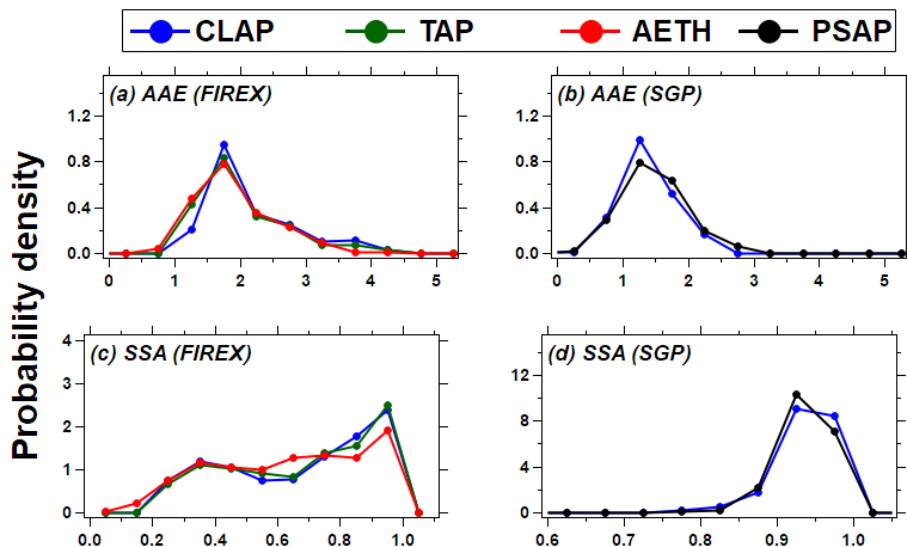 CLAP TAP AETH PSAP
Probability density
(a) AAE (FIREX)
1.2
0.8
0.4
0.0
0 1 2 3 4 5
(b) AAE (SGP)
1.2
0.8
0.4
0.0
0 1 2 3 4 5
(c) SSA (FIREX)
4
3
2
1
0
0.0 0.2 0.4 0.6 0.8 1.0
(d) SSA (SGP)
12
8
4
0
0.6 0.7 0.8 0.9 1.0